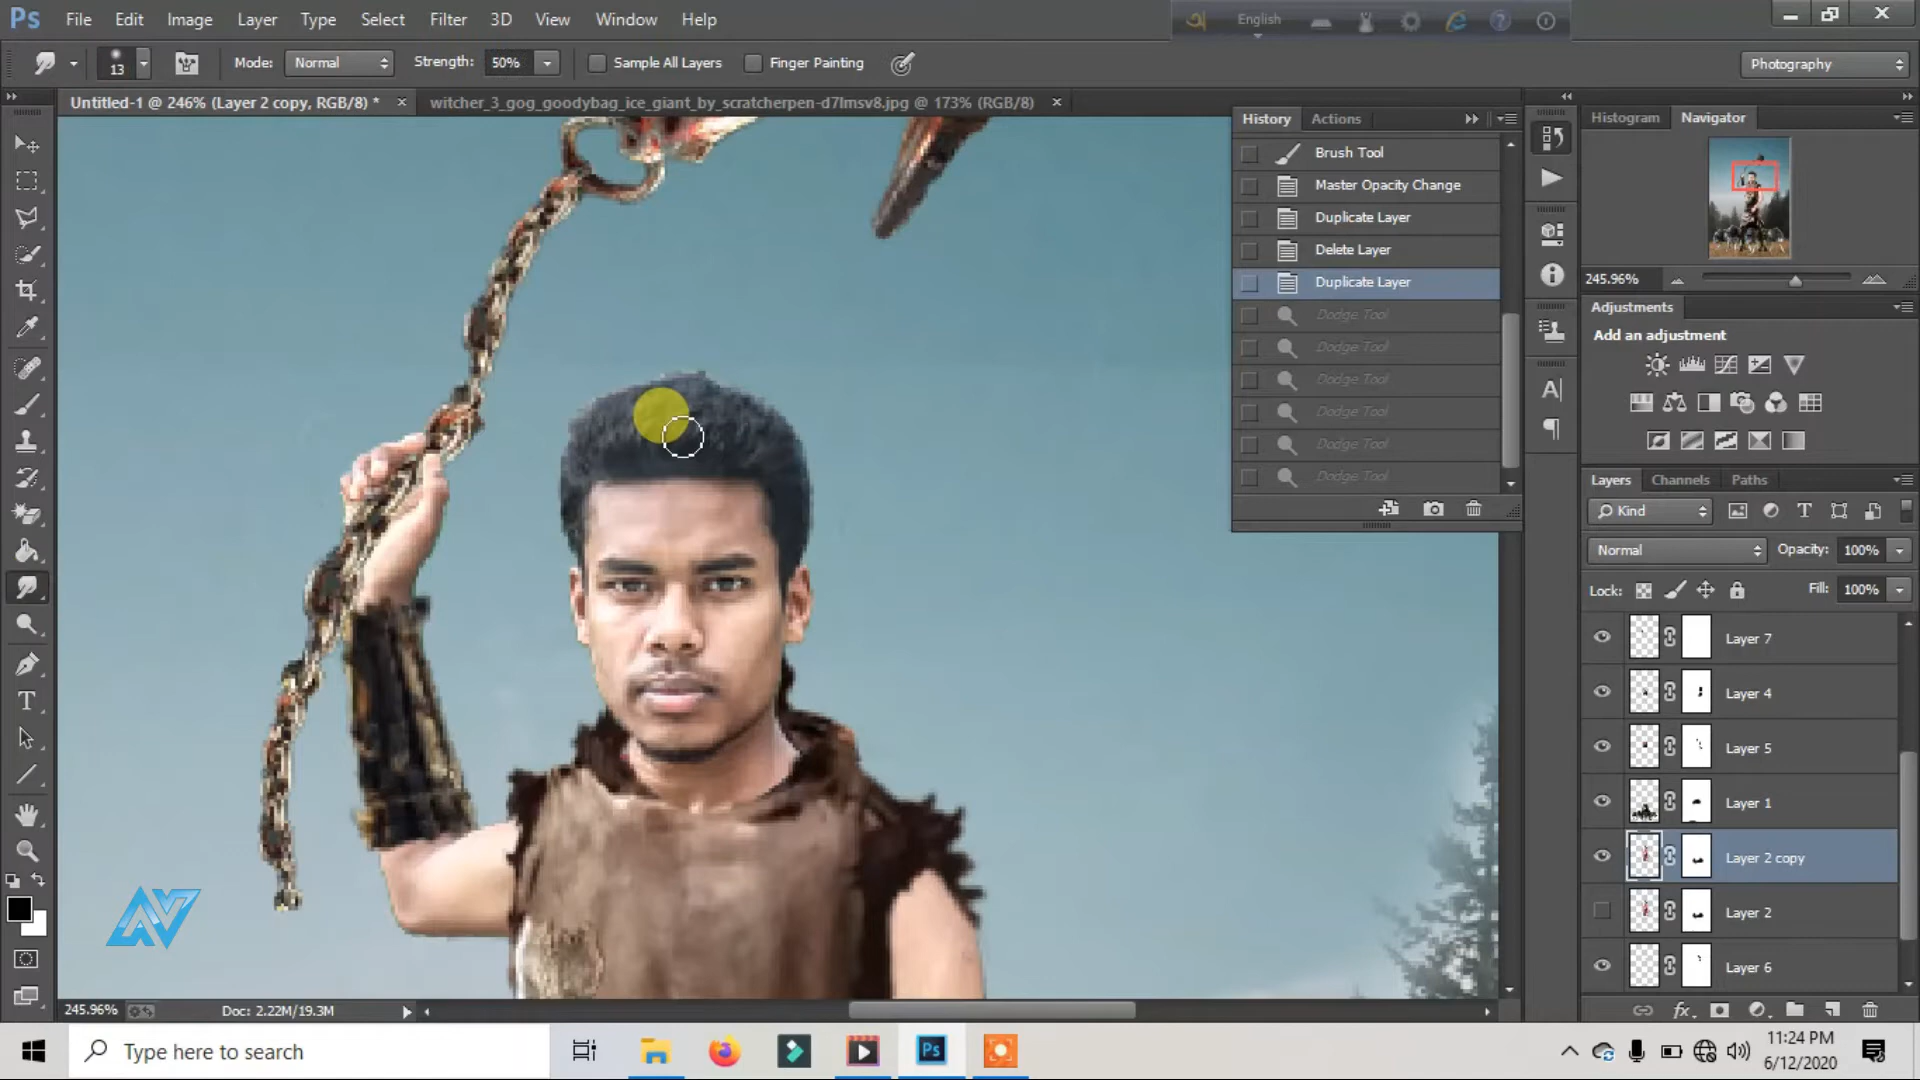 Ps File Edit Image Layer Type Select Filter 3D View Window Help
অ English
13 Mode: Normal Strength: 50% Sample All Layers Finger Painting Photography
Untitled-1 @ 246% (Layer 2 copy, RGB/8) * × witcher_3_gog_goodybag_ice_giant_by_scratcherpen-d7lmsv8.jpg @ 173% (RGB/8) ×
History Actions
Brush Tool
Master Opacity Change
Duplicate Layer
Delete Layer
Duplicate Layer
Dodge Tool
Dodge Tool
Dodge Tool
Dodge Tool
Dodge Tool
Dodge Tool
Histogram Navigator
245.96%
Adjustments
Add an adjustment
Layers Channels Paths
Kind
Normal Opacity: 100%
Lock: Fill: 100%
Layer 7
Layer 4
Layer 5
Layer 1
Layer 2 copy
Layer 2
Layer 6
AV
245.96% Doc: 2.22M/19.3M
Type here to search
Ps
11:24 PM
6/12/2020